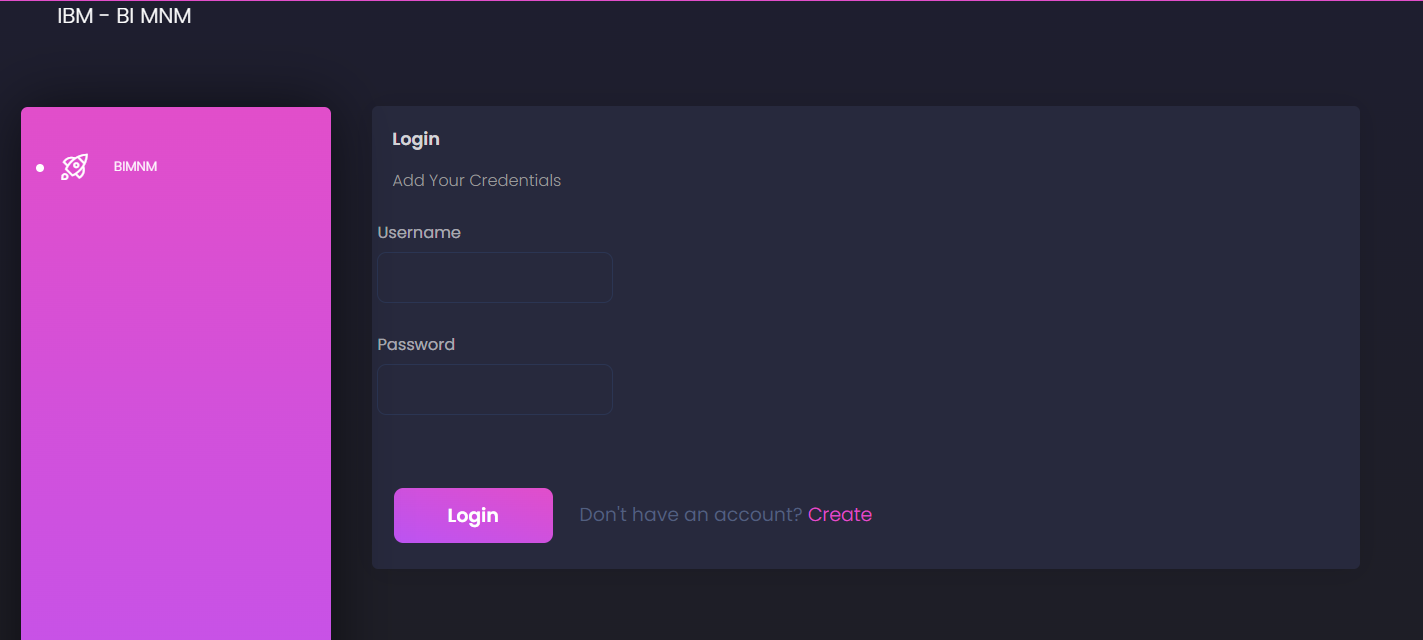 IBM - BI MNM
BIMNM
Login
Add Your Credentials
Username
Password
Login
Don't have an account? Create